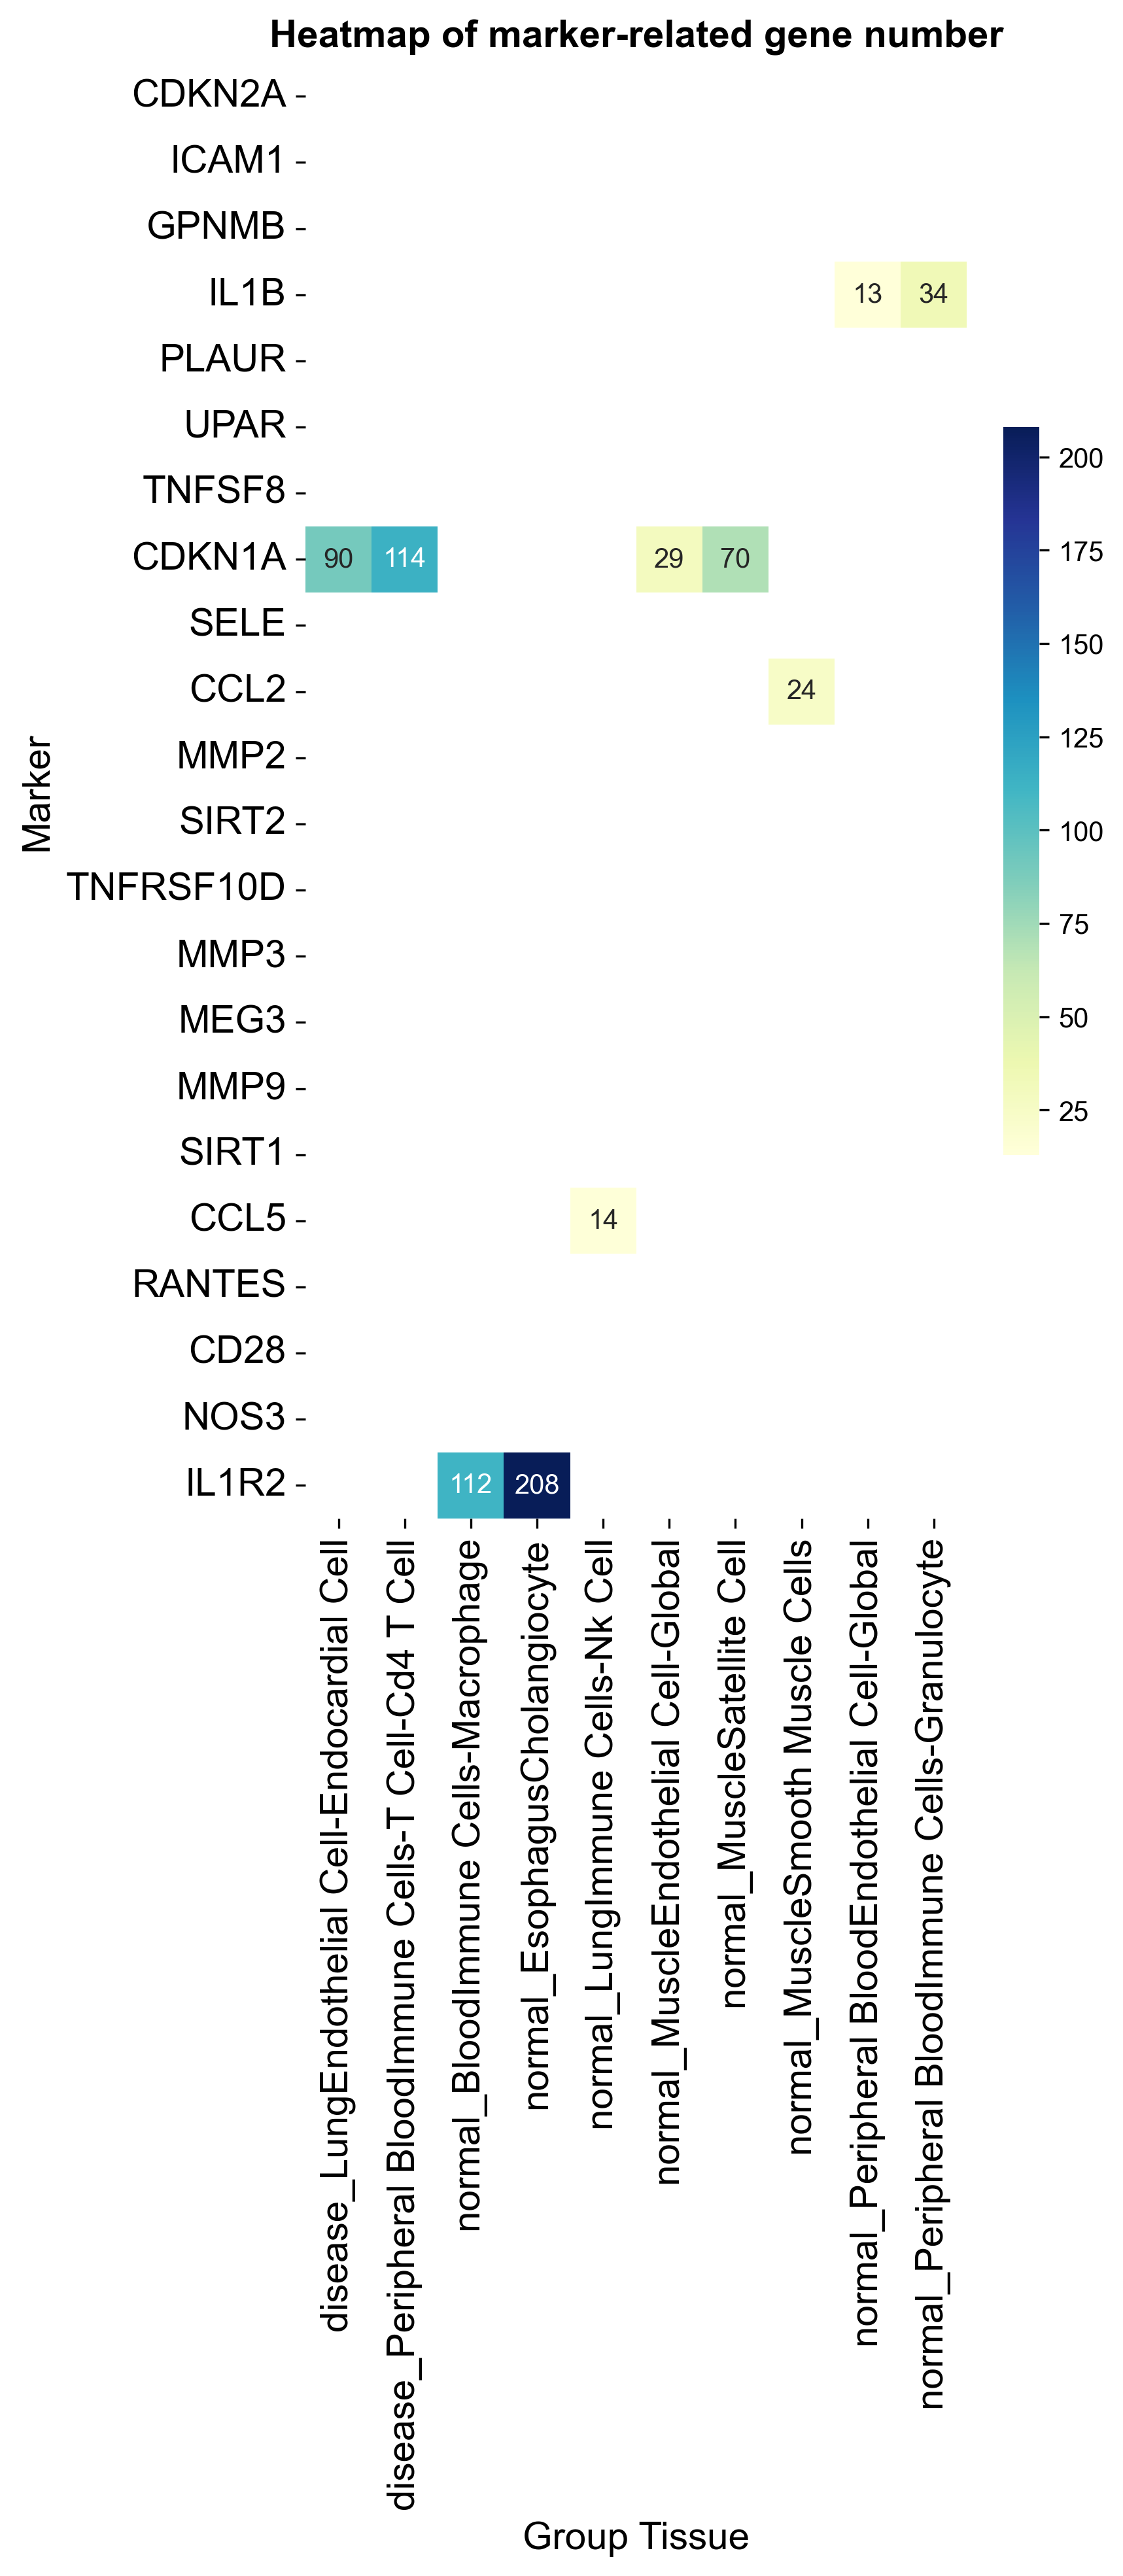 Heatmap of marker-related gene number
Marker
CDKN2A
ICAM1
GPNMB
IL1B
13 34
PLAUR
UPAR
TNFSF8
CDKN1A
90 114 29 70
SELE
CCL2
24
MMP2
SIRT2
TNFRSF10D
MMP3
MEG3
MMP9
SIRT1
CCL5
14
RANTES
CD28
NOS3
IL1R2
112 208
200
175
150
125
100
75
50
25
disease_LungEndothelial Cell-Endocardial Cell
disease_Peripheral BloodImmune Cells-T Cell-Cd4 T Cell
normal_BloodImmune Cells-Macrophage
normal_EsophagusCholangiocyte
normal_LungImmune Cells-Nk Cell
normal_MuscleEndothelial Cell-Global
normal_MuscleSatellite Cell
normal_MuscleSmooth Muscle Cells
normal_Peripheral BloodEndothelial Cell-Global
normal_Peripheral BloodImmune Cells-Granulocyte
Group Tissue